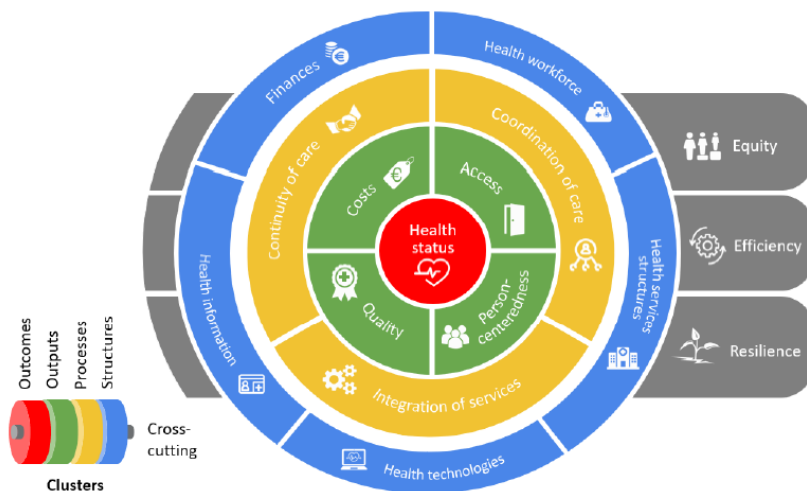 Finances
Health workforce
Continuity of care
Coordination of care
Costs
Access
Equity
Health
status
Efficiency
Health information
Health services
structures
Quality
Person-
centeredness
Resilience
Integration of services
Health technologies
Outcomes
Outputs
Processes
Structures
Cross-
cutting
Clusters